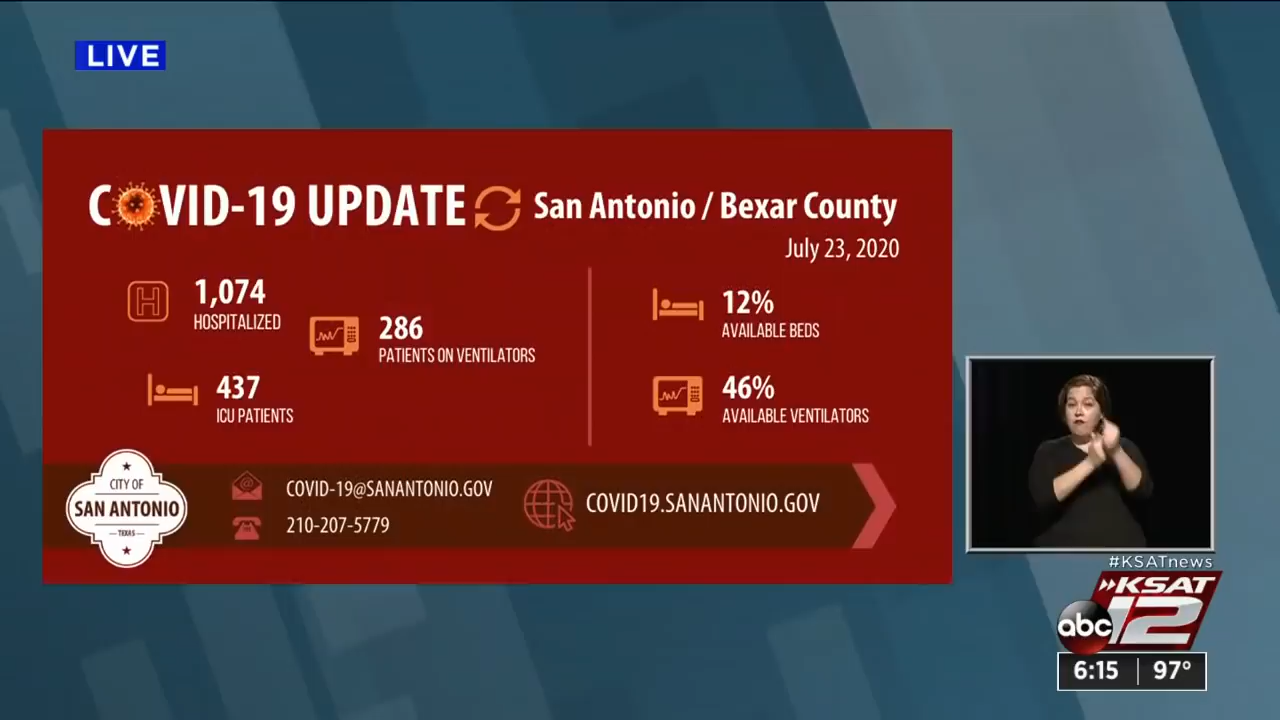 LIVE
COVID-19 UPDATE
San Antonio / Bexar County
July 23, 2020
H
1,074
HOSPITALIZED
286
PATIENTS ON VENTILATORS
437
ICU PATIENTS
12%
AVAILABLE BEDS
46%
AVAILABLE VENTILATORS
CITY OF
SAN ANTONIO
TEXAS
@
COVID-19@SANANTONIO.GOV
210-207-5779
COVID19.SANANTONIO.GOV
#KSATnews
KSAT
abc 12
6:15 97°